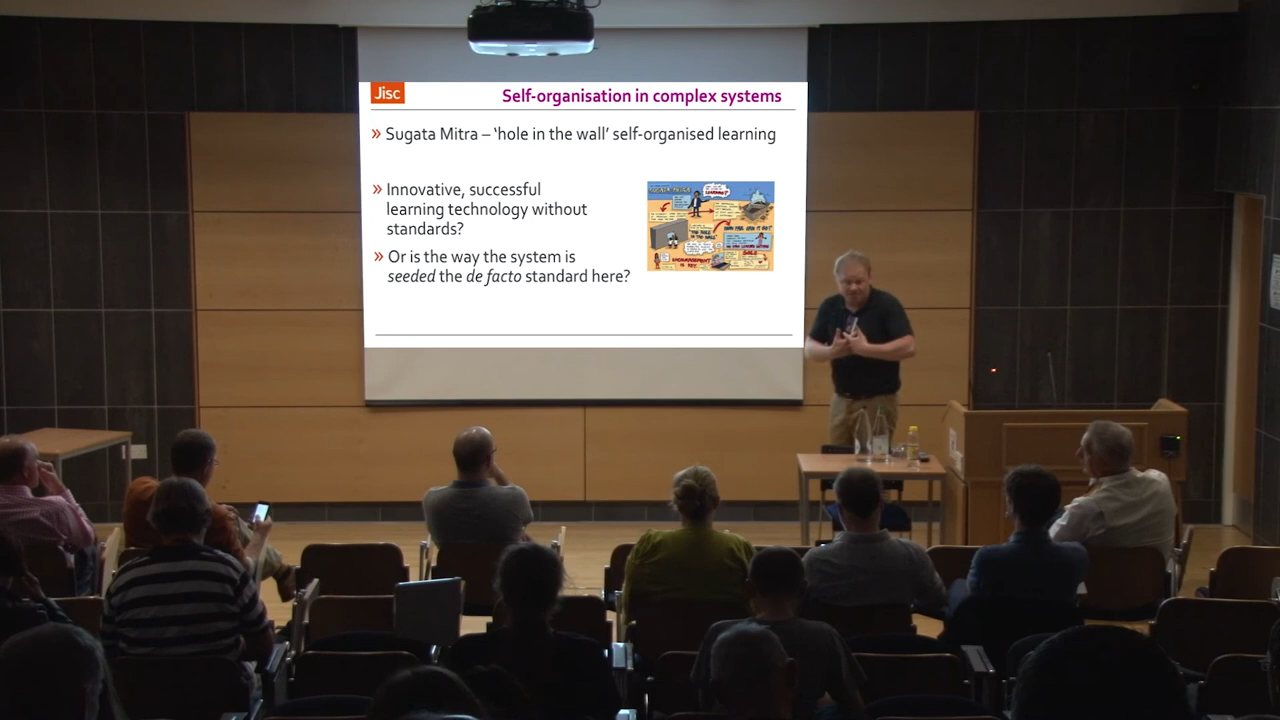 Jisc
Self-organisation in complex systems
» Sugata Mitra – ‘hole in the wall’ self-organised learning
» Innovative, successful
learning technology without
standards?
» Or is the way the system is
seeded the de facto standard here?